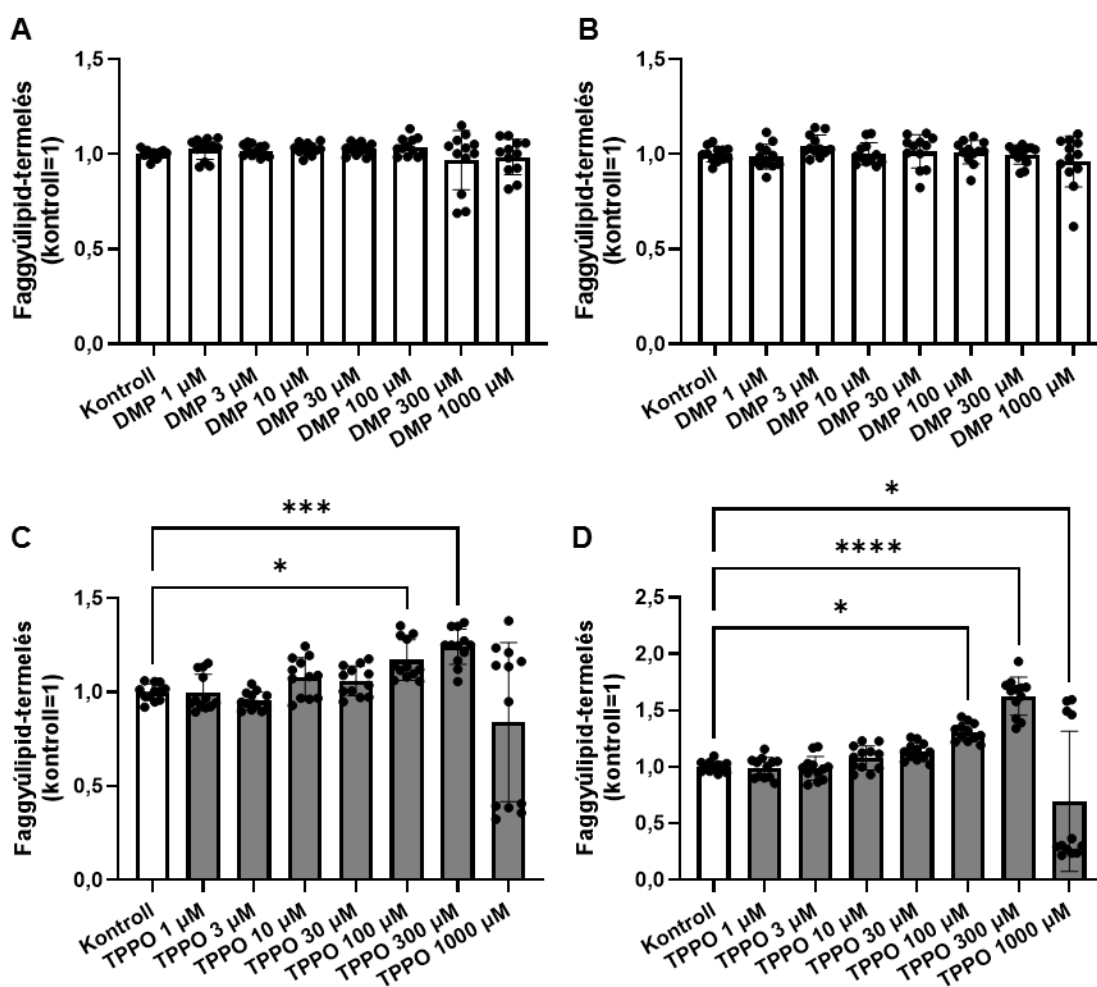 A
Faggyúlipid-termelés
(kontroll=1)
1,5
1,0
0,5
0,0
Kontroll
DMP 1 µM
DMP 3 µM
DMP 10 µM
DMP 30 µM
DMP 100 µM
DMP 300 µM
DMP 1000 µM
B
Faggyúlipid-termelés
(kontroll=1)
1,5
1,0
0,5
0,0
Kontroll
DMP 1 µM
DMP 3 µM
DMP 10 µM
DMP 30 µM
DMP 100 µM
DMP 300 µM
DMP 1000 µM
C
***
*
Faggyúlipid-termelés
(kontroll=1)
1,5
1,0
0,5
0,0
Kontroll
TPPO 1 µM
TPPO 3 µM
TPPO 10 µM
TPPO 30 µM
TPPO 100 µM
TPPO 300 µM
TPPO 1000 µM
D
*
****
*
Faggyúlipid-termelés
(kontroll=1)
2,5
2,0
1,5
1,0
0,5
0,0
Kontroll
TPPO 1 µM
TPPO 3 µM
TPPO 10 µM
TPPO 30 µM
TPPO 100 µM
TPPO 300 µM
TPPO 1000 µM